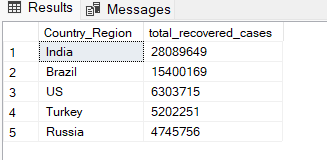 Results Messages
Country_Region total_recovered_cases
1 India 28089649
2 Brazil 15400169
3 US 6303715
4 Turkey 5202251
5 Russia 4745756